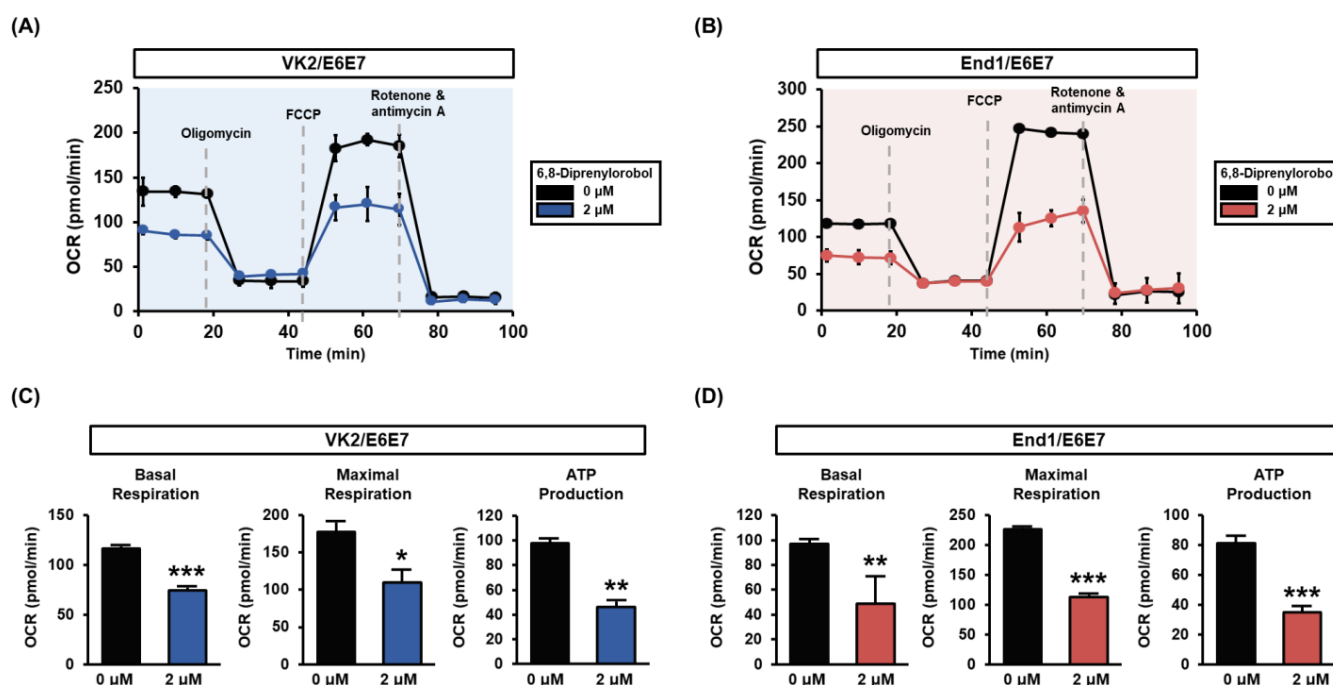 (A)
VK2/E6E7
OCR (pmol/min)
250
200
150
100
50
0
Oligomycin
FCCP
Rotenone &
antimycin A
0
20
40
60
80
100
Time (min)
6,8-Diprenylorobol
0 µM
2 µM
(B)
End1/E6E7
OCR (pmol/min)
300
250
200
150
100
50
0
Oligomycin
FCCP
Rotenone &
antimycin A
0
20
40
60
80
100
Time (min)
6,8-Diprenylorobol
0 µM
2 µM
(C)
VK2/E6E7
Basal
Respiration
OCR (pmol/min)
150
100
50
0
***
0 µM
2 µM
Maximal
Respiration
OCR (pmol/min)
200
150
100
50
0
*
0 µM
2 µM
ATP
Production
OCR (pmol/min)
120
100
80
60
40
20
0
**
0 µM
2 µM
(D)
End1/E6E7
Basal
Respiration
OCR (pmol/min)
120
100
80
60
40
20
0
**
0 µM
2 µM
Maximal
Respiration
OCR (pmol/min)
250
200
150
100
50
0
***
0 µM
2 µM
ATP
Production
OCR (pmol/min)
80
60
40
20
0
***
0 µM
2 µM